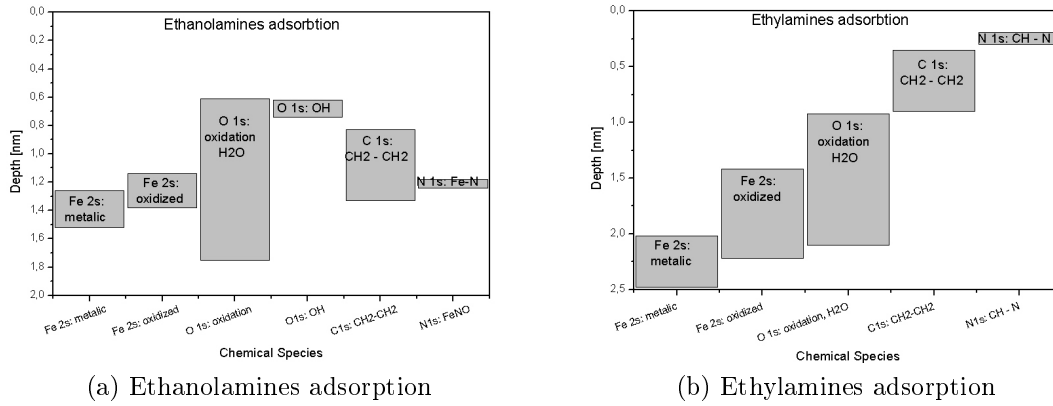 Ethanolamines adsorbtion
0,0
0,2
0,4
0,6
0,8
1,0
1,2
1,4
1,6
1,8
2,0
Depth [nm]
Fe 2s:
metalic
Fe 2s:
oxidized
O 1s:
oxidation
H2O
O 1s: OH
C 1s:
CH2 - CH2
N 1s: Fe-N
Fe 2s: metalic
Fe 2s: oxidized
O 1s: oxidation
O1s: OH
C1s: CH2-CH2
N1s: FeNO
Chemical Species
(a) Ethanolamines adsorption
Ethylamines adsorbtion
0,0
0,5
1,0
1,5
2,0
2,5
Depth [nm]
Fe 2s:
metalic
Fe 2s:
oxidized
O 1s:
oxidation
H2O
C 1s:
CH2 - CH2
N 1s: CH - N
Fe 2s: metalic
Fe 2s: oxidized
O 1s: oxidation, H2O
C1s: CH2-CH2
N1s: CH - N
Chemical Species
(b) Ethylamines adsorption